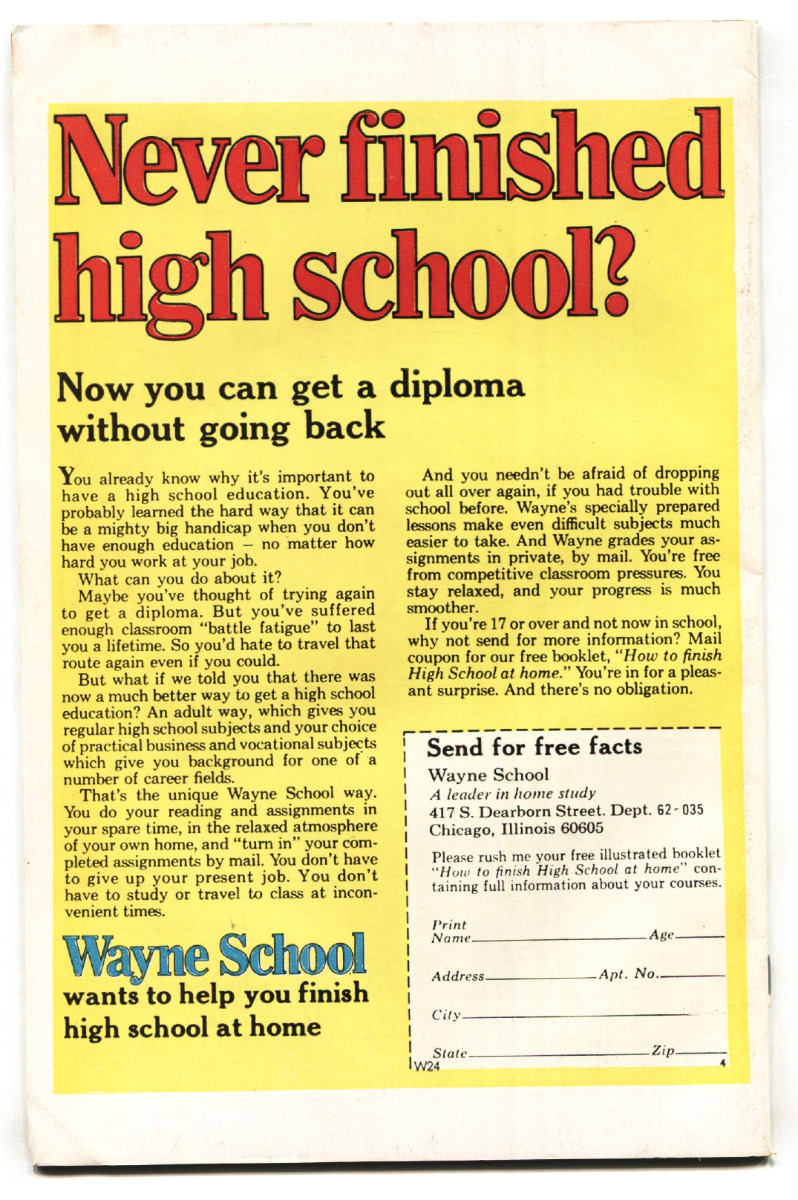 Never finished
high school?
Now you can get a diploma
without going back
You already know why it's important to
have a high school education. You've
probably learned the hard way that it can
be a mighty big handicap when you don't
have enough education – no matter how
hard you work at your job.
What can you do about it?
Maybe you've thought of trying again
to get a diploma. But you've suffered
enough classroom "battle fatigue" to last
you a lifetime. So you'd hate to travel that
route again even if you could.
But what if we told you that there was
now a much better way to get a high school
education? An adult way, which gives you
regular high school subjects and your choice
of practical business and vocational subjects
which give you background for one of a
number of career fields.
That's the unique Wayne School way.
You do your reading and assignments in
your spare time, in the relaxed atmosphere
of your own home, and "turn in" your com-
pleted assignments by mail. You don't have
to give up your present job. You don't
have to study or travel to class at incon-
venient times.
Wayne School
wants to help you finish
high school at home
And you needn't be afraid of dropping
out all over again, if you had trouble with
school before. Wayne's specially prepared
lessons make even difficult subjects much
easier to take. And Wayne grades your as-
signments in private, by mail. You're free
from competitive classroom pressures. You
stay relaxed, and your progress is much
smoother.
If you're 17 or over and not now in school,
why not send for more information? Mail
coupon for our free booklet, "How to finish
High School at home." You're in for a pleas-
ant surprise. And there's no obligation.
Send for free facts
Wayne School
A leader in home study
417 S. Dearborn Street. Dept. 62-035
Chicago, Illinois 60605
Please rush me your free illustrated booklet
"How to finish High School at home" con-
taining full information about your courses.
Print
Name Age
Address Apt. No.
City
State Zip
W24 4